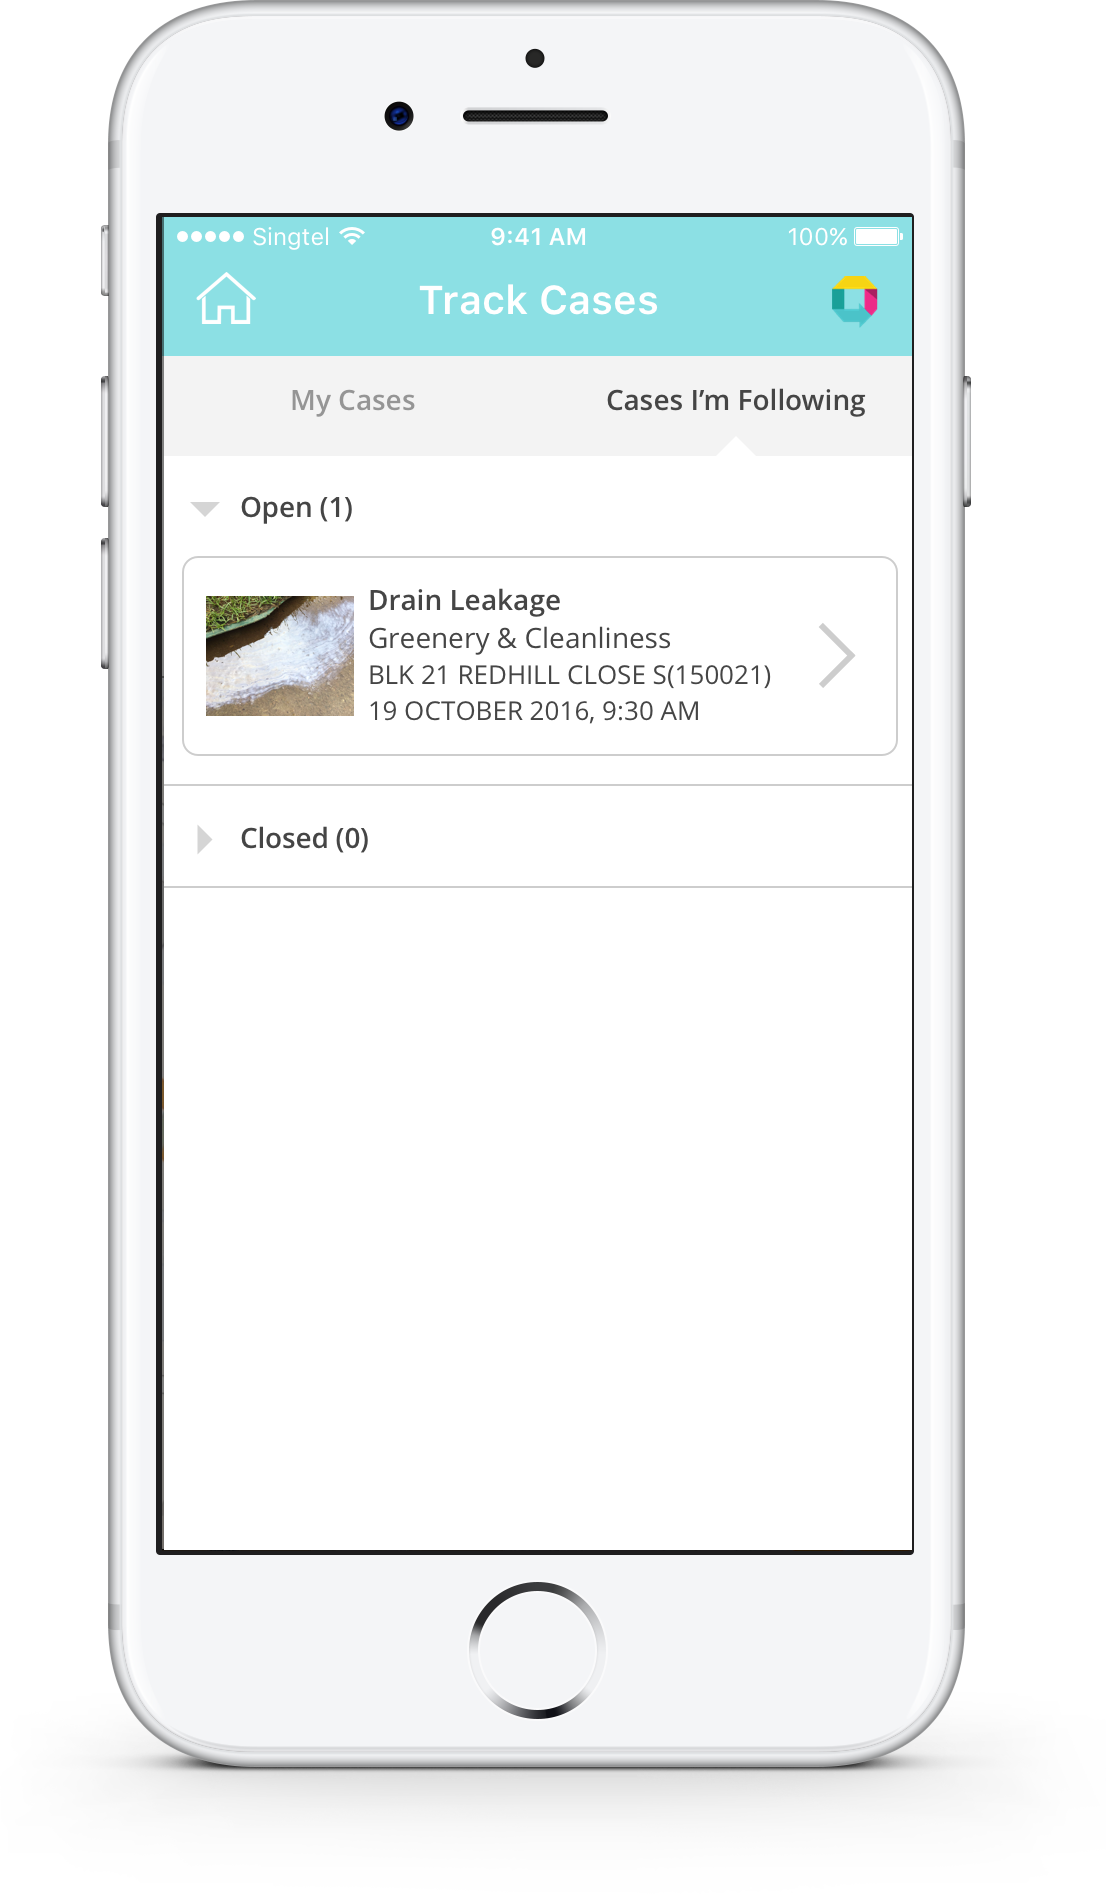 Singtel 9:41 AM 100%
Track Cases
My Cases Cases I’m Following
Open (1)
Drain Leakage
Greenery & Cleanliness
BLK 21 REDHILL CLOSE S(150021)
19 OCTOBER 2016, 9:30 AM
Closed (0)